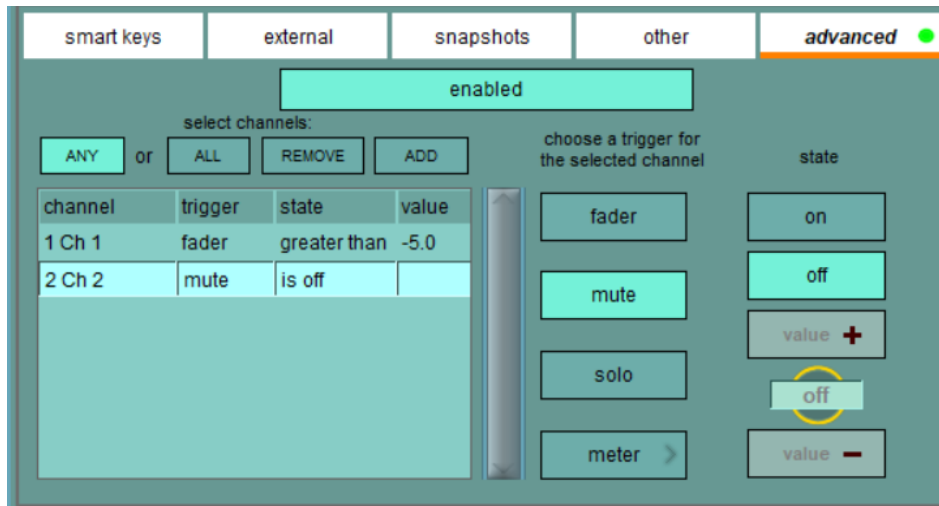 smart keys external snapshots other advanced
enabled
select channels:
ANY or ALL REMOVE ADD
choose a trigger for
the selected channel
state
channel trigger state value
1 Ch 1 fader greater than -5.0
2 Ch 2 mute is off
fader
mute
solo
meter
on
off
value +
off
value −